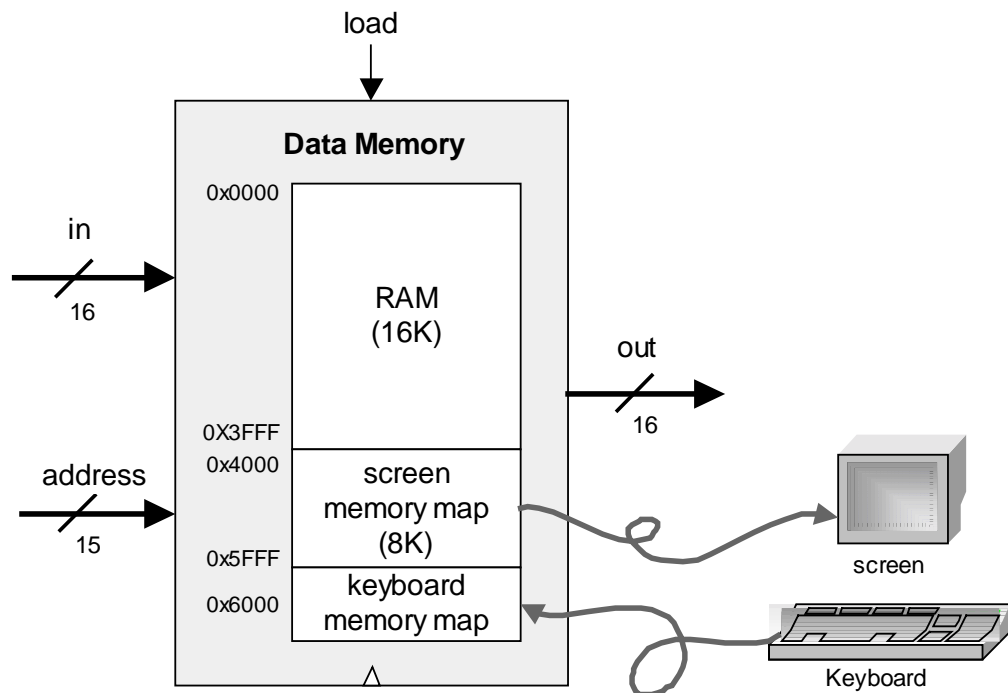 load
Data Memory
0x0000
in
16
RAM
(16K)
out
16
0X3FFF
0x4000
address
15
screen
memory map
(8K)
0x5FFF
screen
0x6000
keyboard
memory map
Keyboard